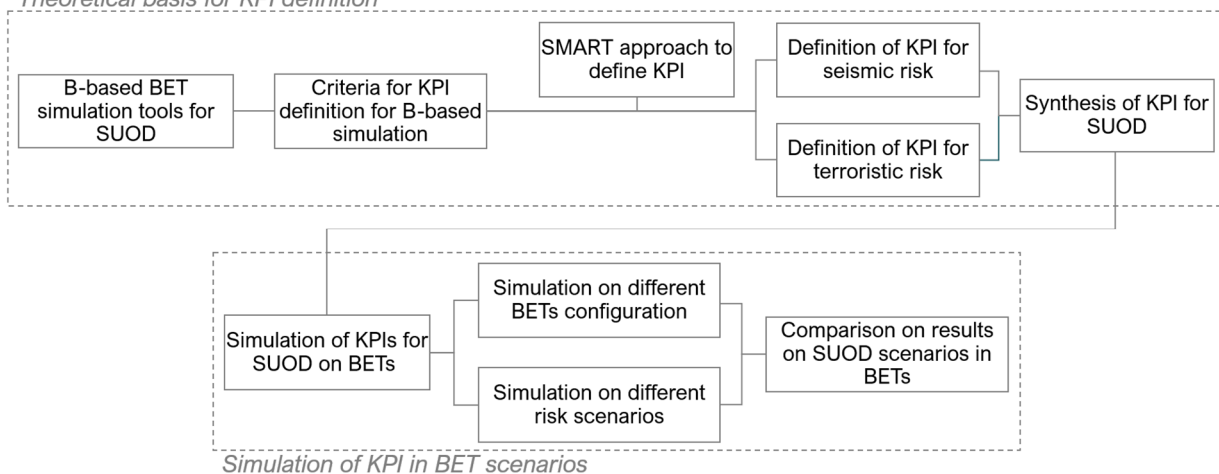 Theoretical basis for KPI definition
SMART approach to
define KPI
Definition of KPI for
seismic risk
B-based BET
simulation tools for
SUOD
Criteria for KPI
definition for B-based
simulation
Synthesis of KPI for
SUOD
Definition of KPI for
terroristic risk
Simulation on different
BETs configuration
Simulation of KPIs for
SUOD on BETs
Comparison on results
on SUOD scenarios in
BETs
Simulation on different
risk scenarios
Simulation of KPI in BET scenarios